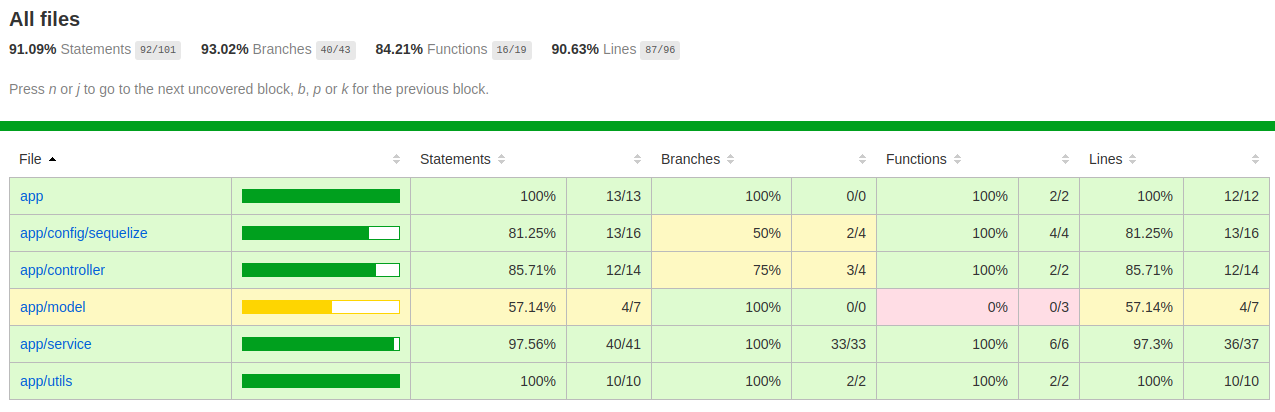 All files
91.09% Statements 92/101 93.02% Branches 40/43 84.21% Functions 16/19 90.63% Lines 87/96
Press n or j to go to the next uncovered block, b, p or k for the previous block.
File Statements Branches Functions Lines
app 100% 13/13 100% 0/0 100% 2/2 100% 12/12
app/config/sequelize 81.25% 13/16 50% 2/4 100% 4/4 81.25% 13/16
app/controller 85.71% 12/14 75% 3/4 100% 2/2 85.71% 12/14
app/model 57.14% 4/7 100% 0/0 0% 0/3 57.14% 4/7
app/service 97.56% 40/41 100% 33/33 100% 6/6 97.3% 36/37
app/utils 100% 10/10 100% 2/2 100% 2/2 100% 10/10